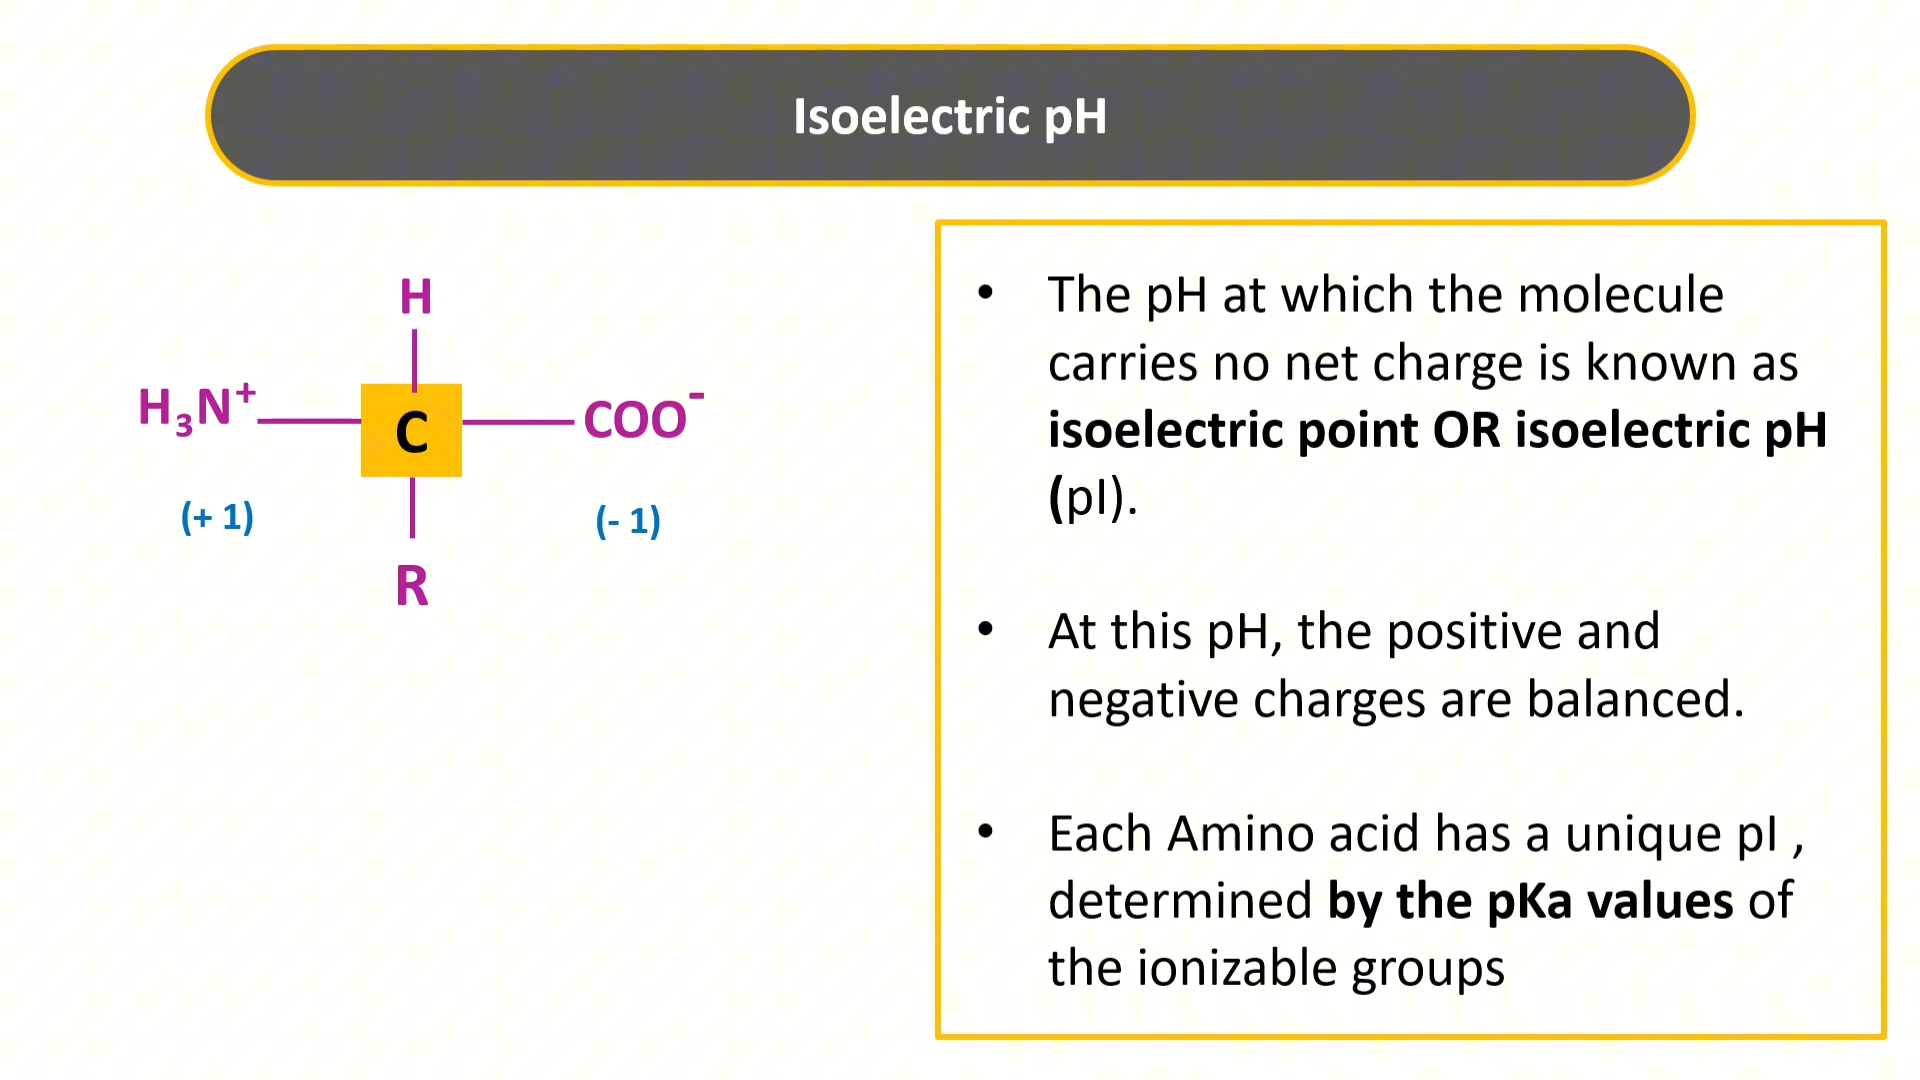 Isoelectric pH
H
H₃N⁺
C
COO⁻
(+ 1)
(- 1)
R
• The pH at which the molecule
carries no net charge is known as
isoelectric point OR isoelectric pH
(pI).
• At this pH, the positive and
negative charges are balanced.
• Each Amino acid has a unique pI ,
determined by the pKa values of
the ionizable groups